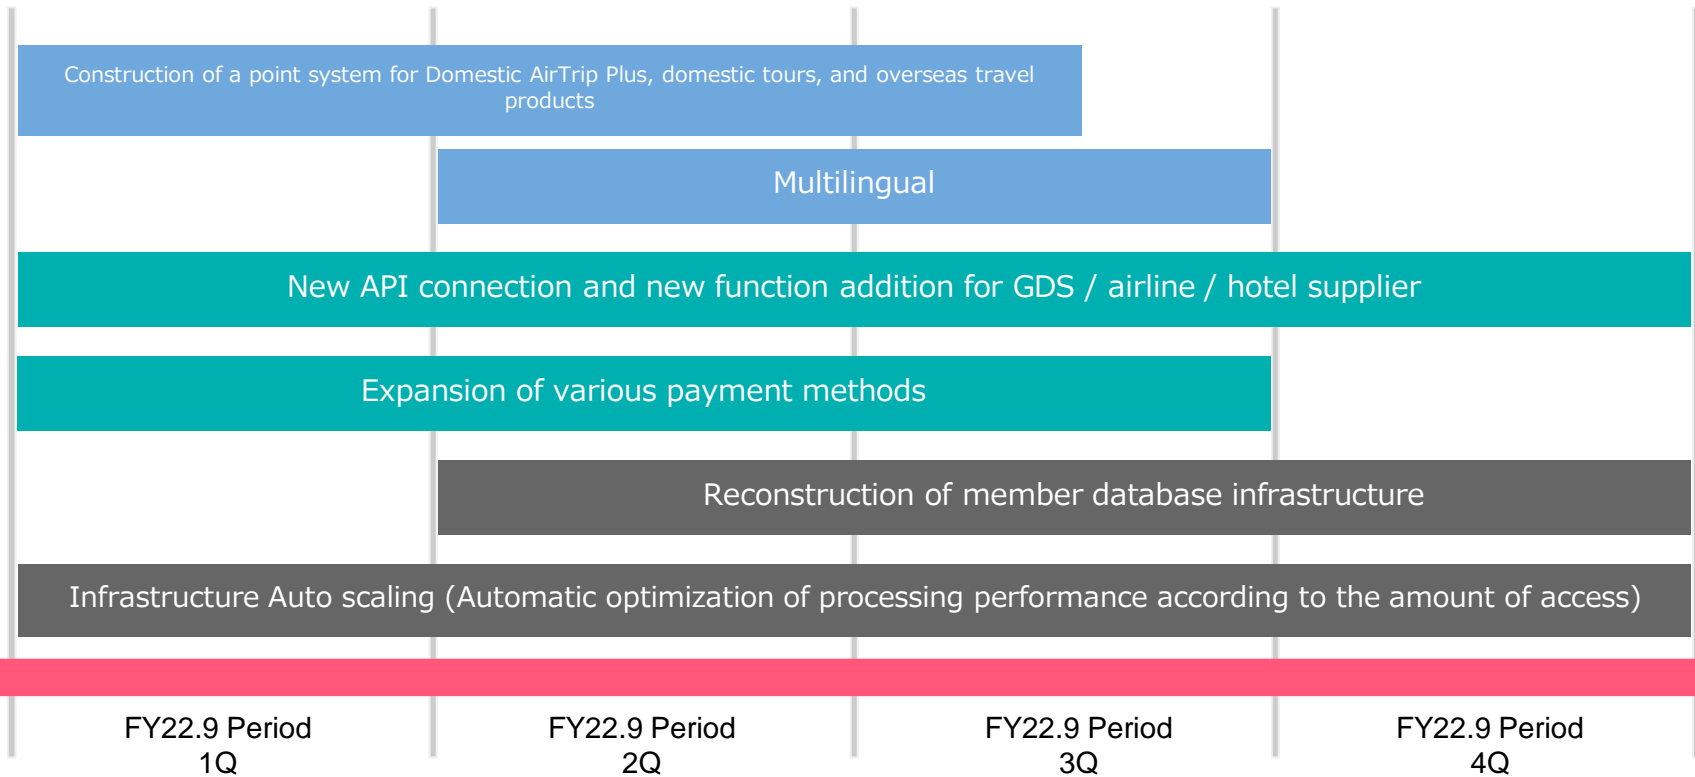 Construction of a point system for Domestic AirTrip Plus, domestic tours, and overseas travel
products
Multilingual
New API connection and new function addition for GDS / airline / hotel supplier
Expansion of various payment methods
Reconstruction of member database infrastructure
Infrastructure Auto scaling (Automatic optimization of processing performance according to the amount of access)
FY22.9 Period
1Q
FY22.9 Period
2Q
FY22.9 Period
3Q
FY22.9 Period
4Q